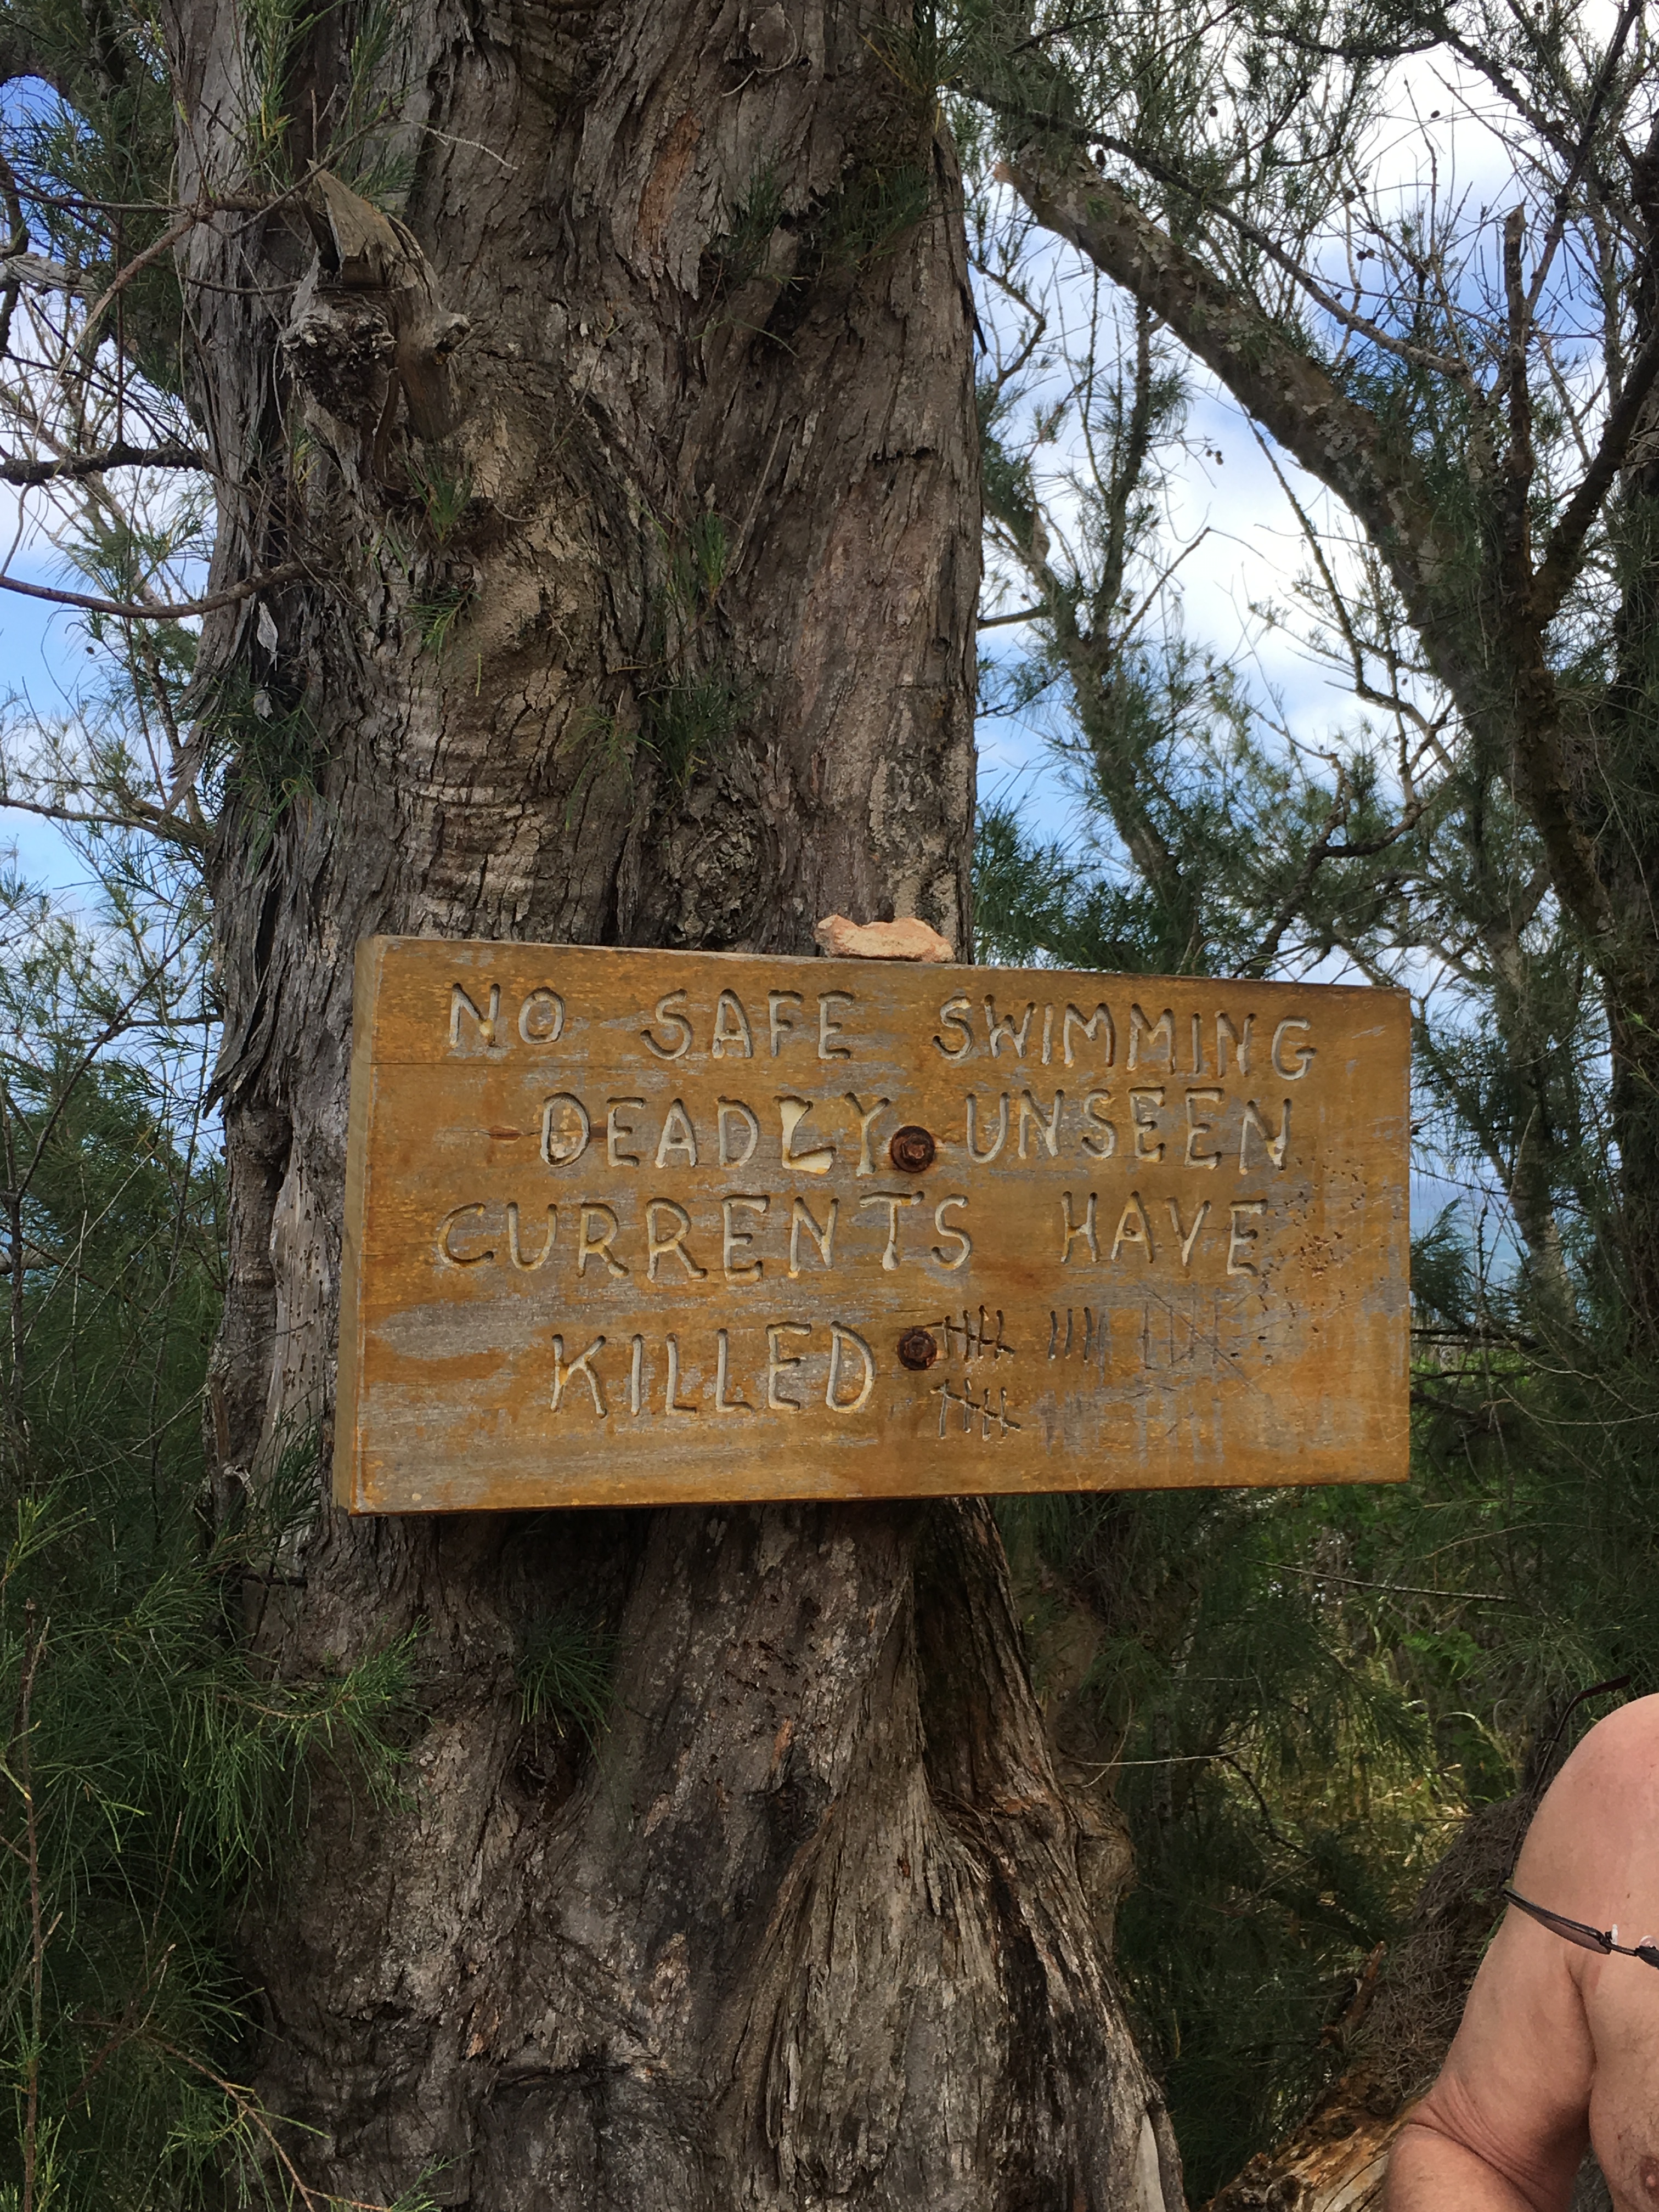 NO SAFE SWIMMING
DEADLY UNSEEN
CURRENTS HAVE
KILLED